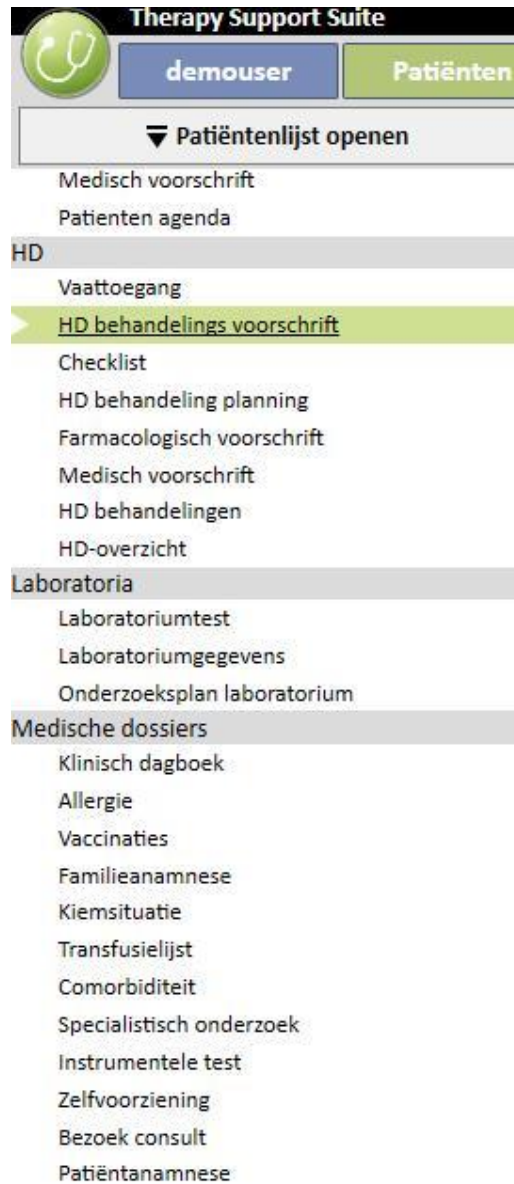 Therapy Support Suite
demouser
Patiënten
Patiëntenlijst openen
Medisch voorschrift
Patienten agenda
HD
Vaattoegang
HD behandelings voorschrift
Checklist
HD behandeling planning
Farmacologisch voorschrift
Medisch voorschrift
HD behandelingen
HD-overzicht
Laboratoria
Laboratoriumtest
Laboratoriumgegevens
Onderzoeksplan laboratorium
Medische dossiers
Klinisch dagboek
Allergie
Vaccinaties
Familieanamnese
Kiemsituatie
Transfusielijst
Comorbiditeit
Specialistisch onderzoek
Instrumentele test
Zelfvoorziening
Bezoek consult
Patiëntanamnese